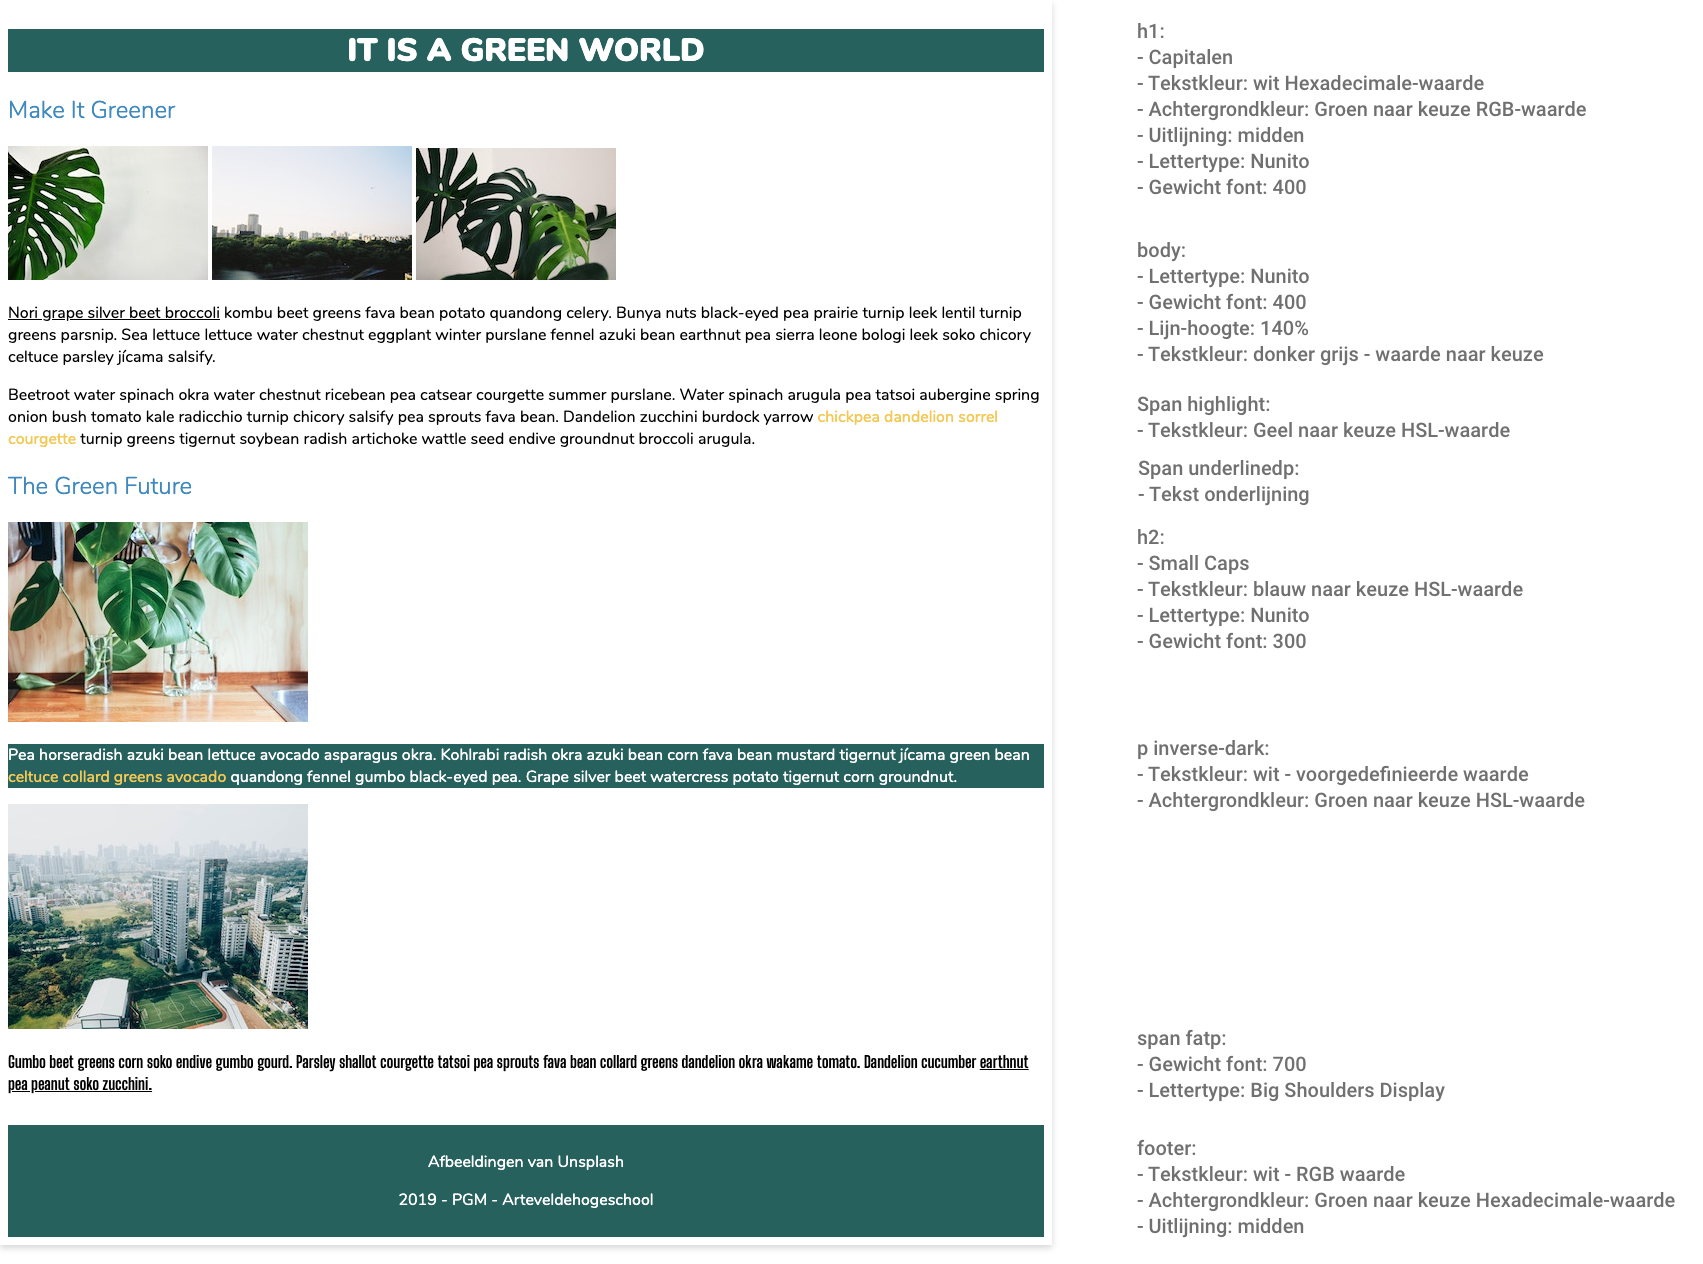 IT IS A GREEN WORLD
Make It Greener
Nori grape silver beet broccoli kombu beet greens fava bean potato quandong celery. Bunya nuts black-eyed pea prairie turnip leek lentil turnip
greens parsnip. Sea lettuce lettuce water chestnut eggplant winter purslane fennel azuki bean earthnut pea sierra leone bologi leek soko chicory
celtuce parsley jícama salsify.
Beetroot water spinach okra water chestnut ricebean pea catsear courgette summer purslane. Water spinach arugula pea tatsoi aubergine spring
onion bush tomato kale radicchio turnip chicory salsify pea sprouts fava bean. Dandelion zucchini burdock yarrow chickpea dandelion sorrel
courgette turnip greens tigernut soybean radish artichoke wattle seed endive groundnut broccoli arugula.
The Green Future
Pea horseradish azuki bean lettuce avocado asparagus okra. Kohlrabi radish okra azuki bean corn fava bean mustard tigernut jícama green bean
celtuce collard greens avocado quandong fennel gumbo black-eyed pea. Grape silver beet watercress potato tigernut corn groundnut.
Gumbo beet greens corn soko endive gumbo gourd. Parsley shallot courgette tatsoi pea sprouts fava bean collard greens dandelion okra wakame tomato. Dandelion cucumber earthnut
pea peanut soko zucchini.
Afbeeldingen van Unsplash
2019 - PGM - Arteveldehogeschool
h1:
- Capitalen
- Tekstkleur: wit Hexadecimale-waarde
- Achtergrondkleur: Groen naar keuze RGB-waarde
- Uitlijning: midden
- Lettertype: Nunito
- Gewicht font: 400
body:
- Lettertype: Nunito
- Gewicht font: 400
- Lijn-hoogte: 140%
- Tekstkleur: donker grijs - waarde naar keuze
Span highlight:
- Tekstkleur: Geel naar keuze HSL-waarde
Span underlinedp:
- Tekst onderlijning
h2:
- Small Caps
- Tekstkleur: blauw naar keuze HSL-waarde
- Lettertype: Nunito
- Gewicht font: 300
p inverse-dark:
- Tekstkleur: wit - voorgedefinieerde waarde
- Achtergrondkleur: Groen naar keuze HSL-waarde
span fatp:
- Gewicht font: 700
- Lettertype: Big Shoulders Display
footer:
- Tekstkleur: wit - RGB waarde
- Achtergrondkleur: Groen naar keuze Hexadecimale-waarde
- Uitlijning: midden